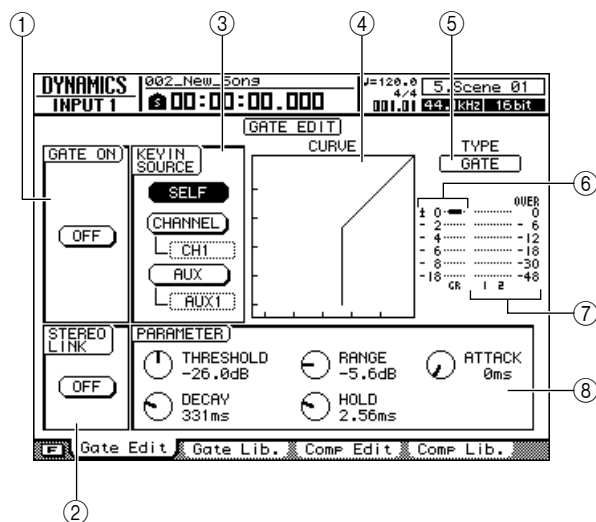 ① ③ ④ ⑤
DYNAMICS 002_New_Song ♩=120.0 5.Scene 01
4/4
INPUT 1 S 00:00:00.000 001.01 44.1kHz 16bit
GATE EDIT
GATE ON KEYIN SOURCE CURVE TYPE
SELF GATE
⑥
OFF CHANNEL OVER
CH1 ± 0 0
- 2 - 6
- 4 -12
AUX - 6 -18
- 8 -30
AUX1 -18 -48
GR 1 2
⑦
STEREO LINK PARAMETER
OFF THRESHOLD -26.0dB RANGE -5.6dB ATTACK 0ms
DECAY 331ms HOLD 2.56ms ⑧
F Gate Edit Gate Lib. Comp Edit Comp Lib.
②